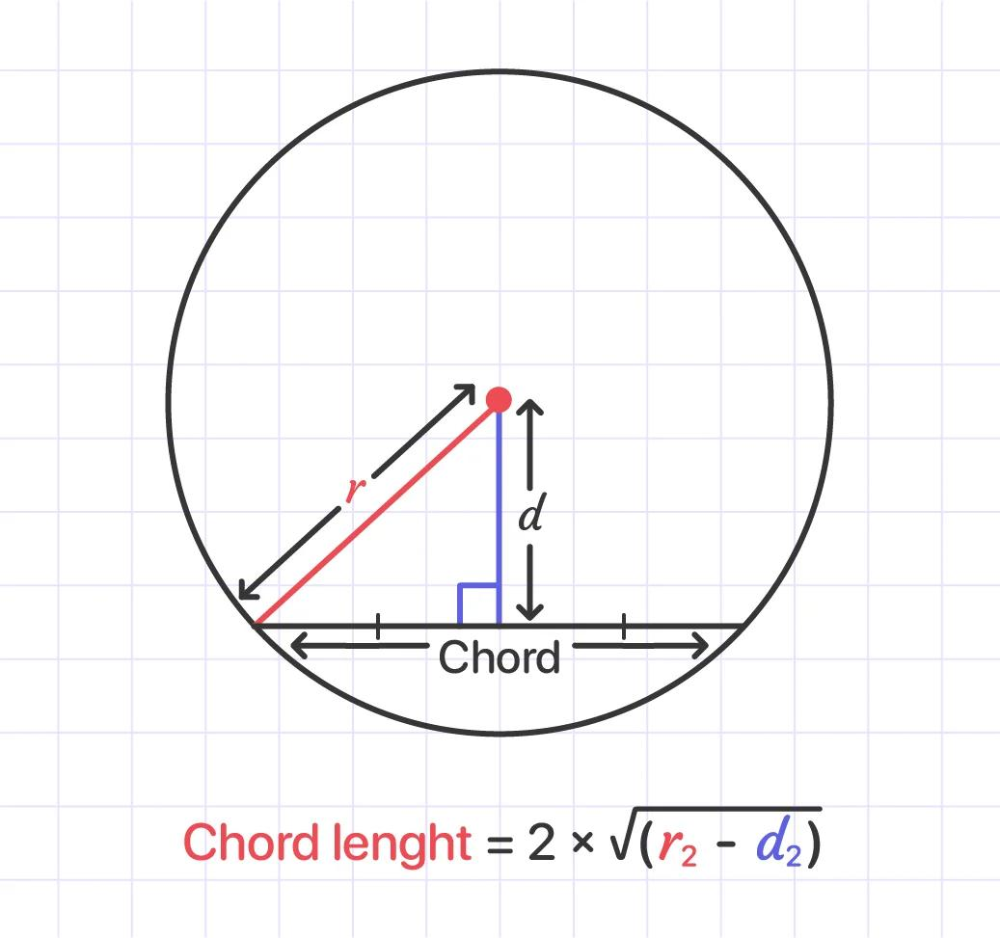 r
d
Chord
Chord lenght = 2 × √(r₂ - d₂)